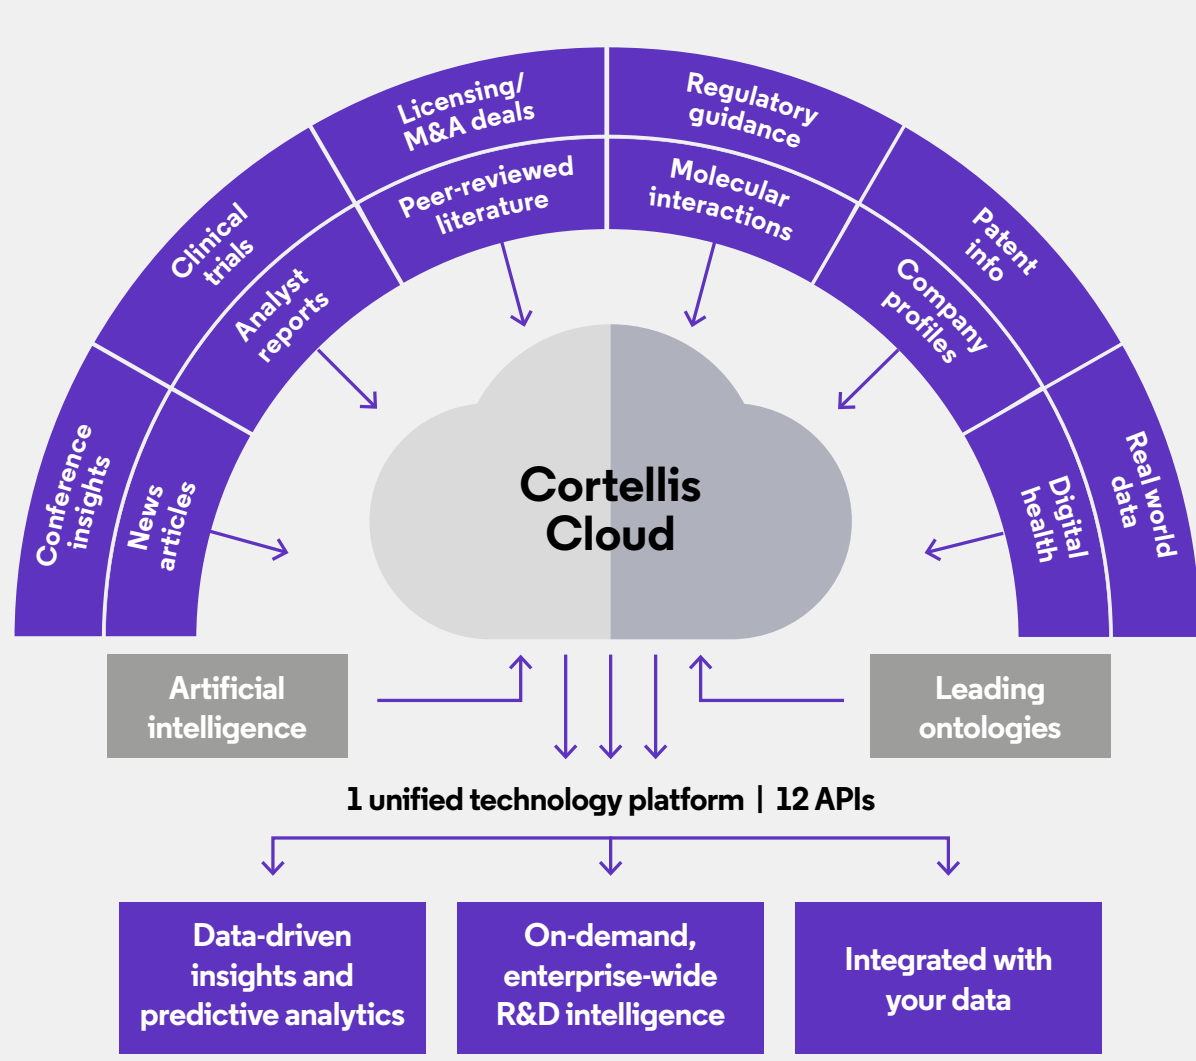 Licensing/
M&A deals
Regulatory
guidance
Peer-reviewed
literature
Molecular
interactions
Clinical
trials
Patent
info
Analyst
reports
Company
profiles
Conference
insights
News
articles
Digital
health
Real world
data
Cortellis
Cloud
Artificial
intelligence
Leading
ontologies
1 unified technology platform | 12 APIs
Data-driven
insights and
predictive analytics
On-demand,
enterprise-wide
R&D intelligence
Integrated with
your data